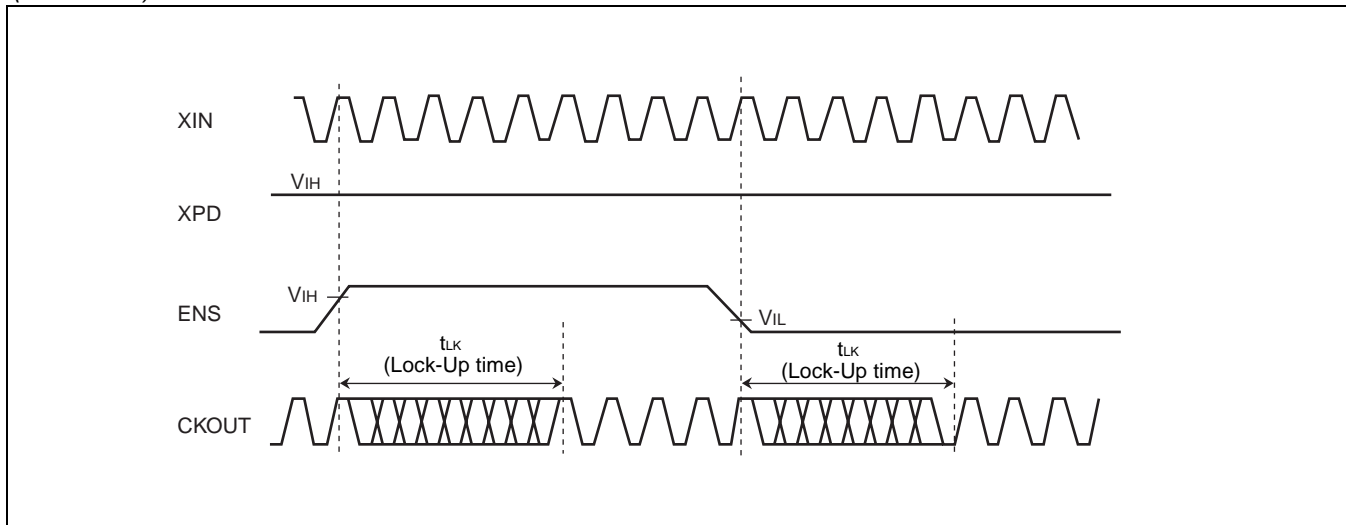 XIN
VIH
XPD
VIH
ENS
VIL
tLK
(Lock-Up time)
tLK
(Lock-Up time)
CKOUT